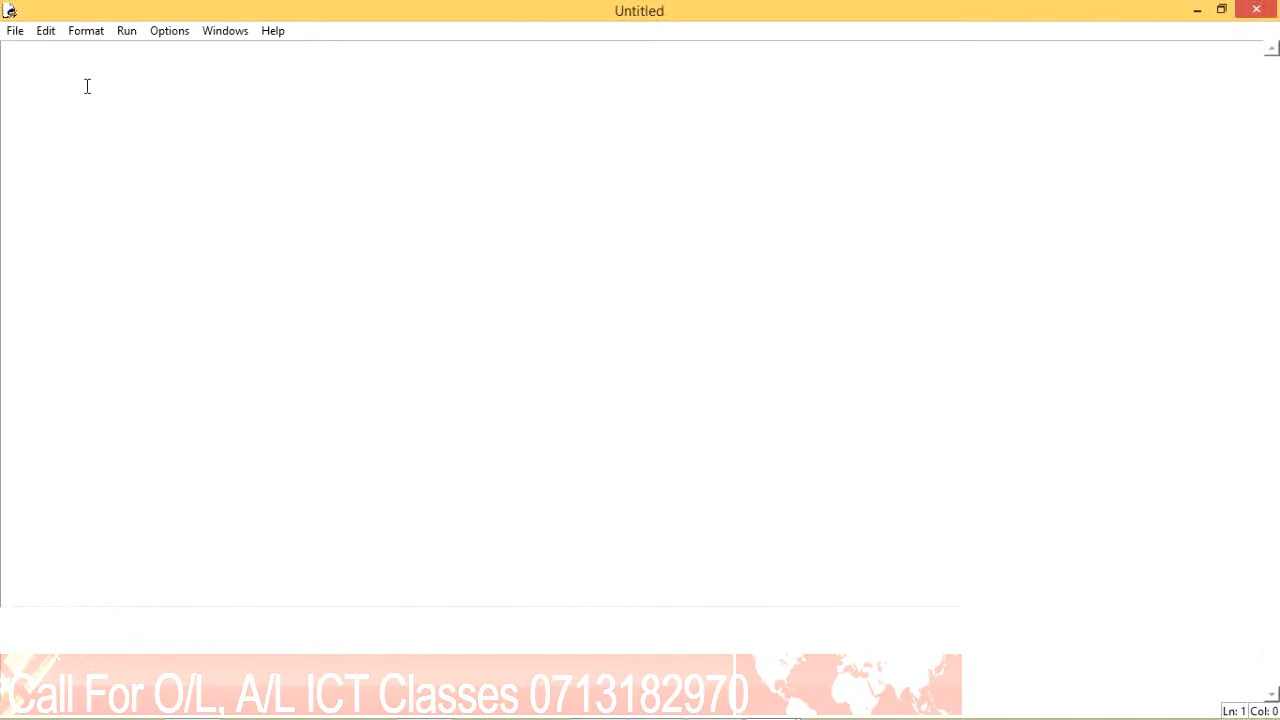 Untitled
File Edit Format Run Options Windows Help
Call For O/L, A/L ICT Classes 0713182970
Ln: 1 Col: 0